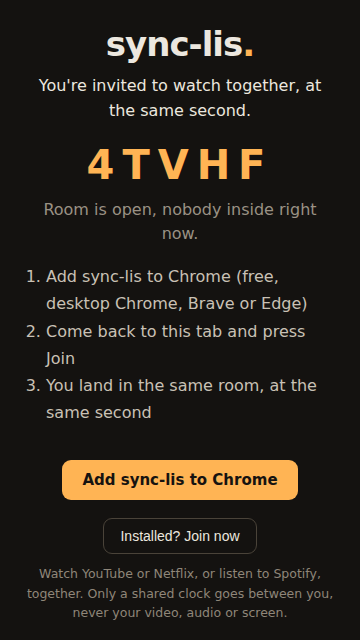 sync-lis.
You're invited to watch together, at
the same second.
4TVHF
Room is open, nobody inside right
now.
1. Add sync-lis to Chrome (free,
desktop Chrome, Brave or Edge)
2. Come back to this tab and press
Join
3. You land in the same room, at the
same second
Add sync-lis to Chrome
Installed? Join now
Watch YouTube or Netflix, or listen to Spotify,
together. Only a shared clock goes between you,
never your video, audio or screen.